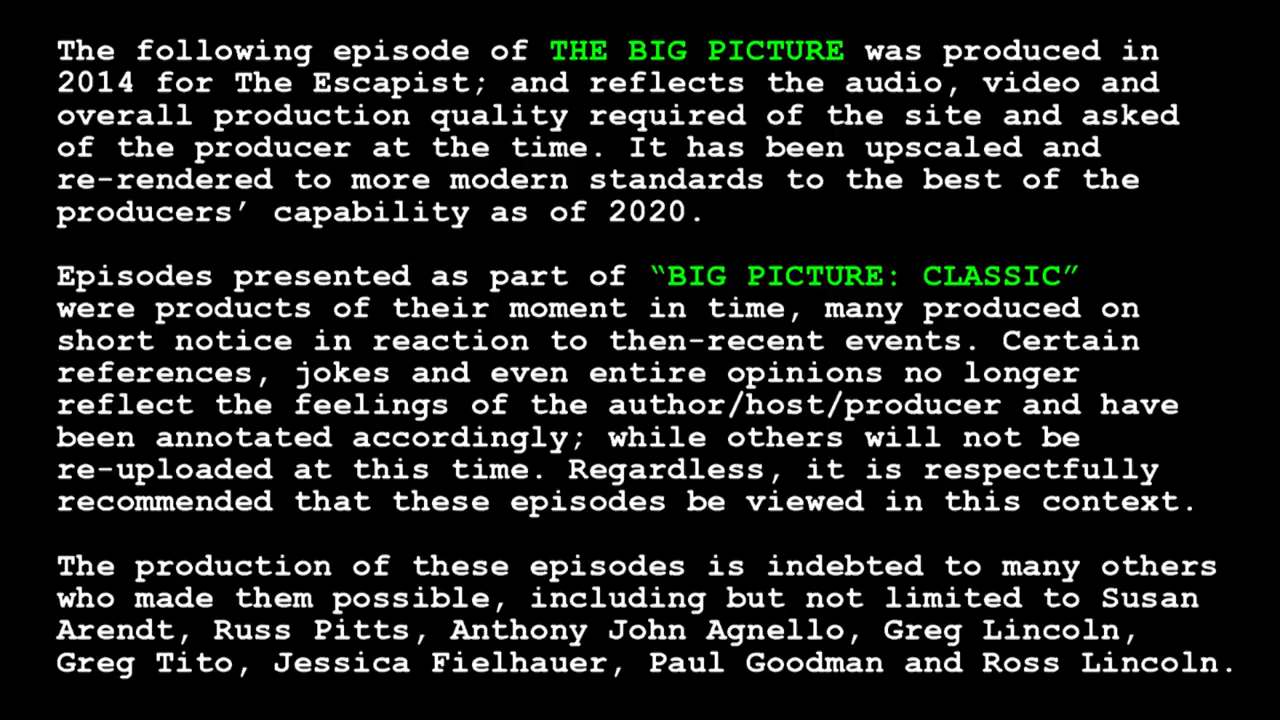 The following episode of THE BIG PICTURE was produced in
2014 for The Escapist; and reflects the audio, video and
overall production quality required of the site and asked
of the producer at the time. It has been upscaled and
re-rendered to more modern standards to the best of the
producers’ capability as of 2020.
Episodes presented as part of “BIG PICTURE: CLASSIC”
were products of their moment in time, many produced on
short notice in reaction to then-recent events. Certain
references, jokes and even entire opinions no longer
reflect the feelings of the author/host/producer and have
been annotated accordingly; while others will not be
re-uploaded at this time. Regardless, it is respectfully
recommended that these episodes be viewed in this context.
The production of these episodes is indebted to many others
who made them possible, including but not limited to Susan
Arendt, Russ Pitts, Anthony John Agnello, Greg Lincoln,
Greg Tito, Jessica Fielhauer, Paul Goodman and Ross Lincoln.